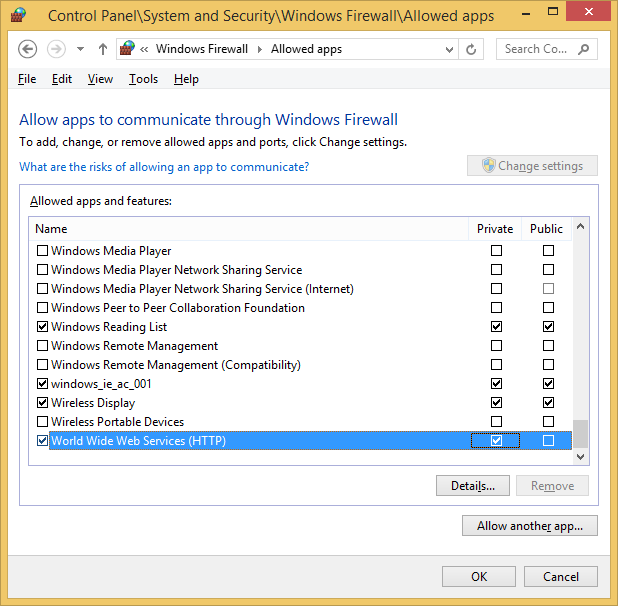 Control Panel\System and Security\Windows Firewall\Allowed apps
« Windows Firewall Allowed apps Search Co...
File Edit View Tools Help
Allow apps to communicate through Windows Firewall
To add, change, or remove allowed apps and ports, click Change settings.
What are the risks of allowing an app to communicate?
Change settings
Allowed apps and features:
Name Private Public
Windows Media Player
Windows Media Player Network Sharing Service
Windows Media Player Network Sharing Service (Internet)
Windows Peer to Peer Collaboration Foundation
Windows Reading List
Windows Remote Management
Windows Remote Management (Compatibility)
windows_ie_ac_001
Wireless Display
Wireless Portable Devices
World Wide Web Services (HTTP)
Details... Remove
Allow another app...
OK Cancel